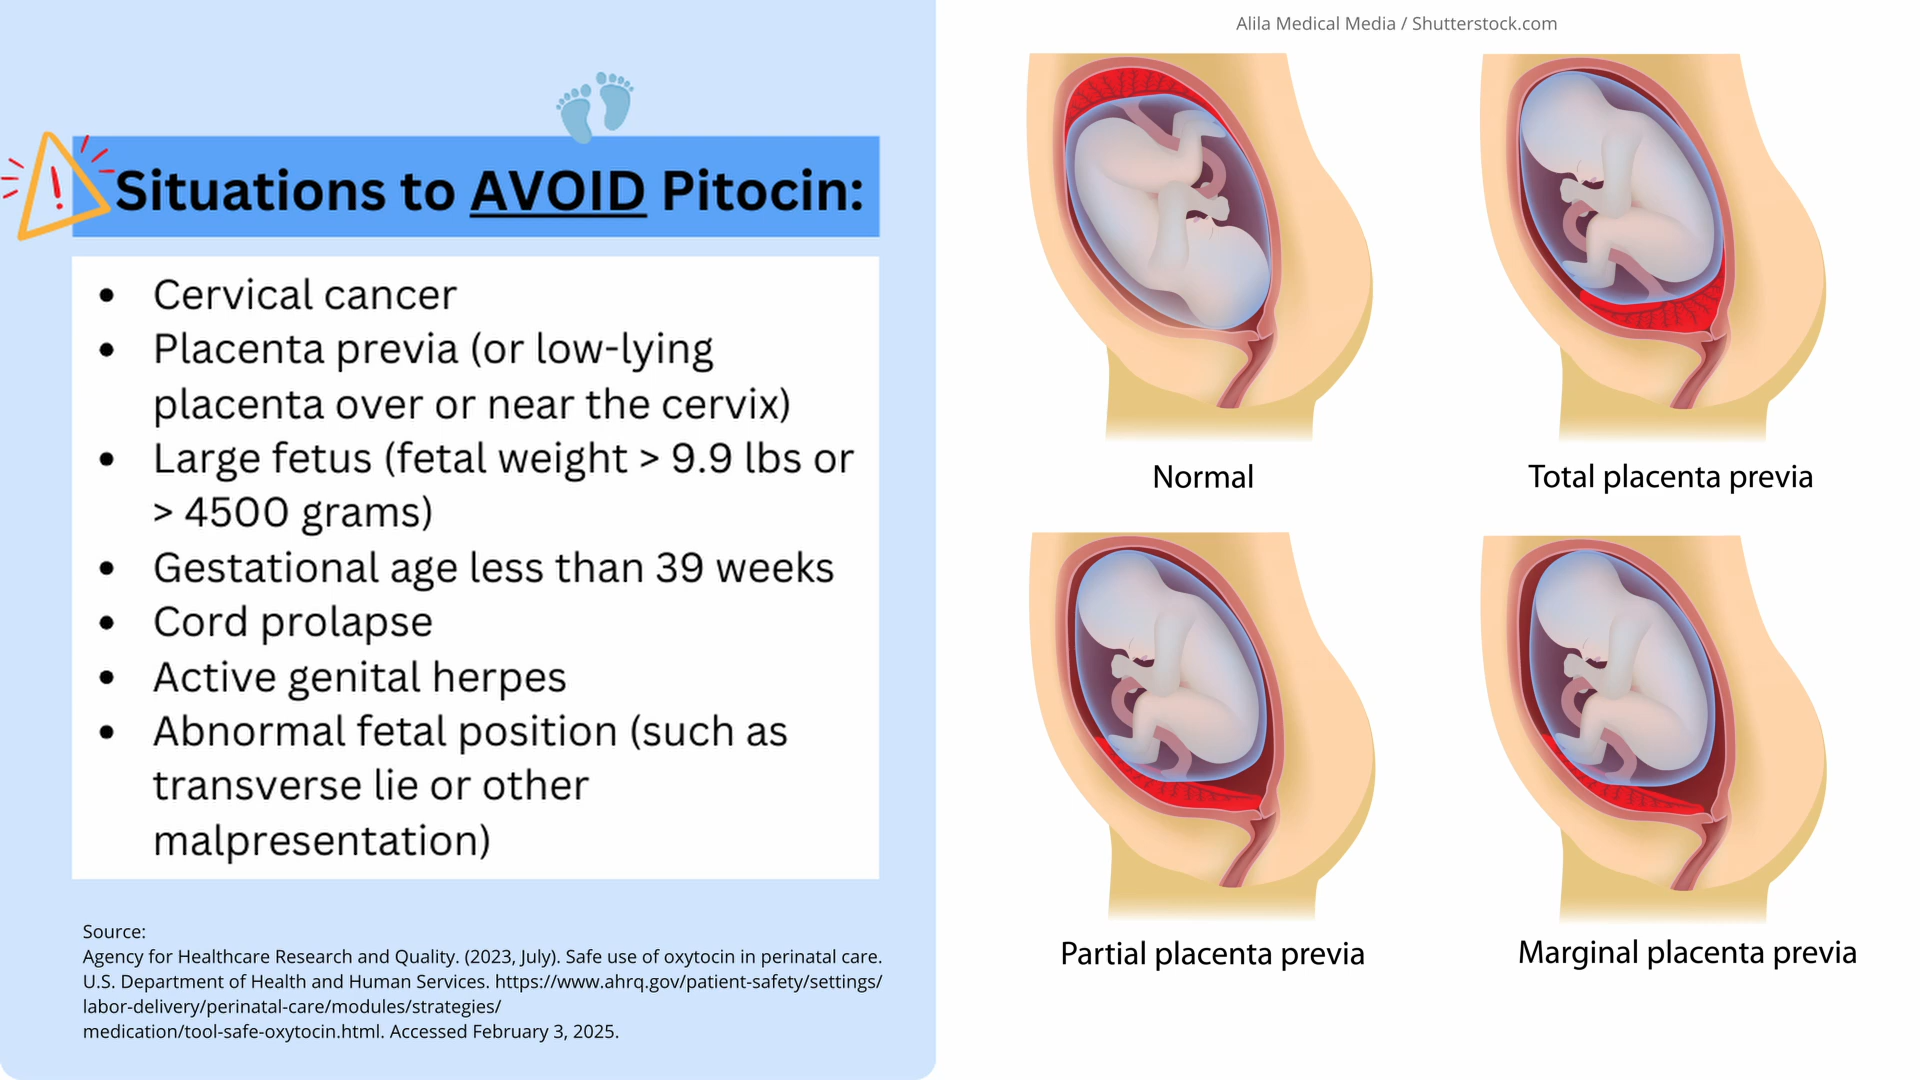 Situations to AVOID Pitocin:
• Cervical cancer
• Placenta previa (or low-lying
placenta over or near the cervix)
• Large fetus (fetal weight > 9.9 lbs or
> 4500 grams)
• Gestational age less than 39 weeks
• Cord prolapse
• Active genital herpes
• Abnormal fetal position (such as
transverse lie or other
malpresentation)
Source:
Agency for Healthcare Research and Quality. (2023, July). Safe use of oxytocin in perinatal care.
U.S. Department of Health and Human Services. https://www.ahrq.gov/patient-safety/settings/
labor-delivery/perinatal-care/modules/strategies/
medication/tool-safe-oxytocin.html. Accessed February 3, 2025.
Alila Medical Media / Shutterstock.com
Normal
Total placenta previa
Partial placenta previa
Marginal placenta previa